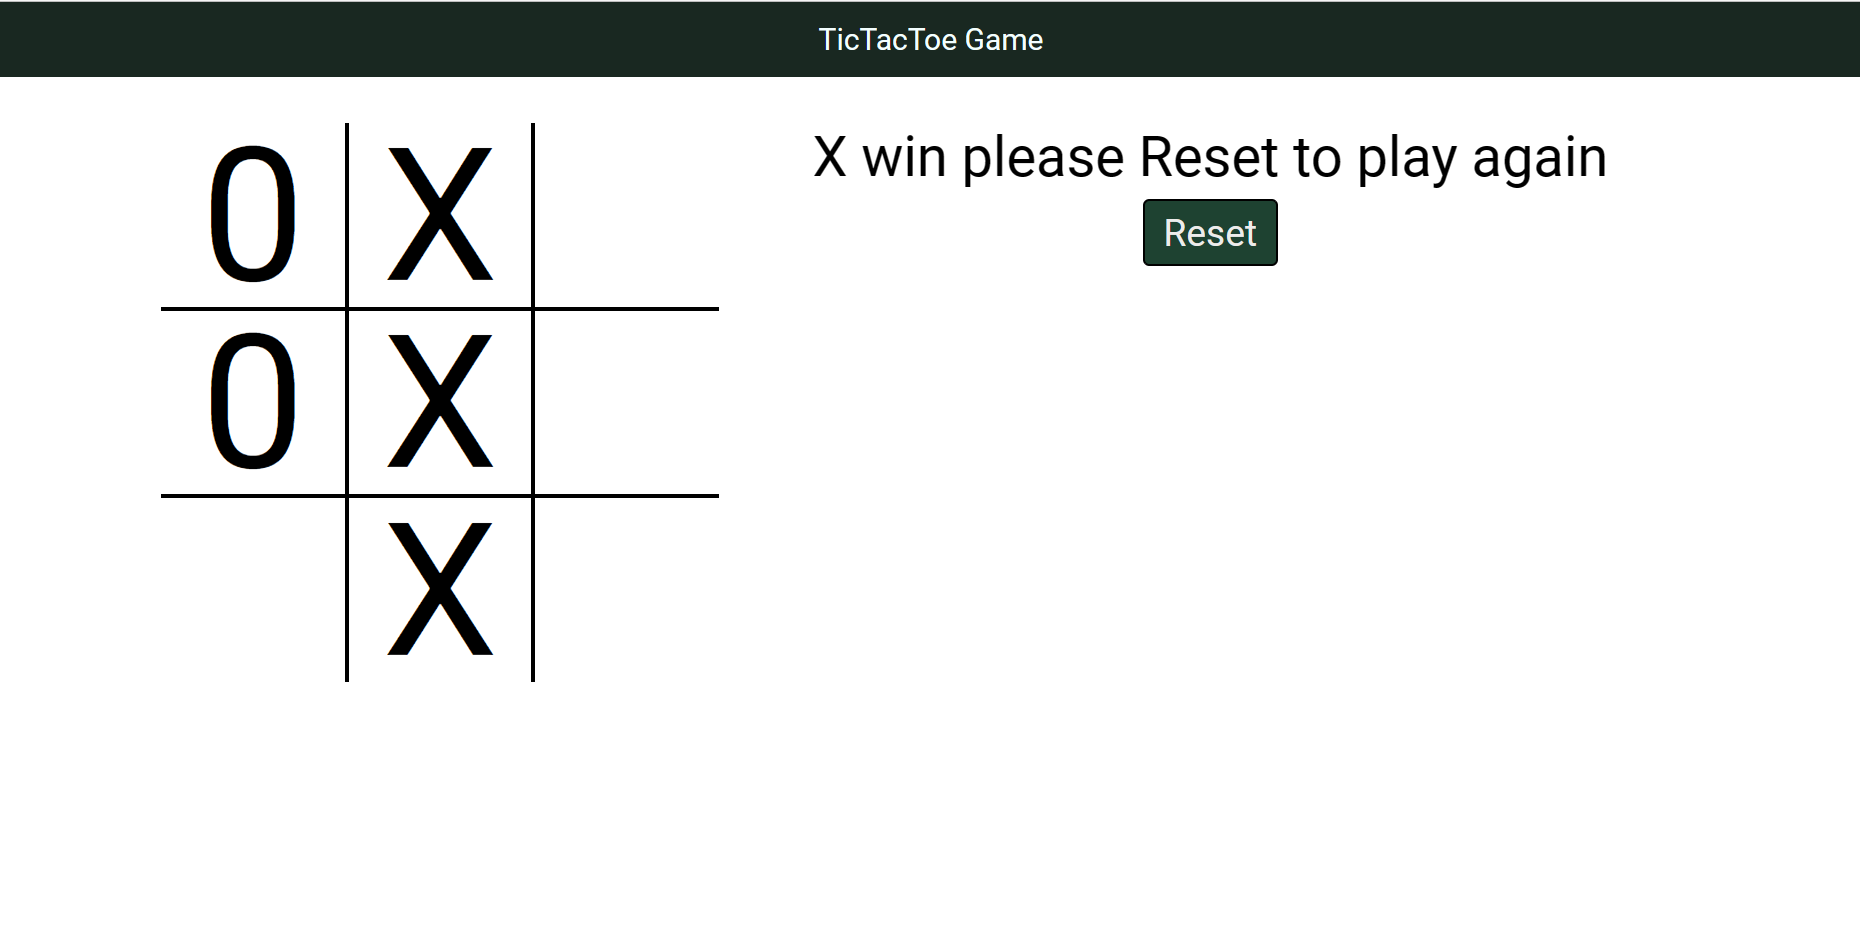 TicTacToe Game
0 X
0 X
X
X win please Reset to play again
Reset